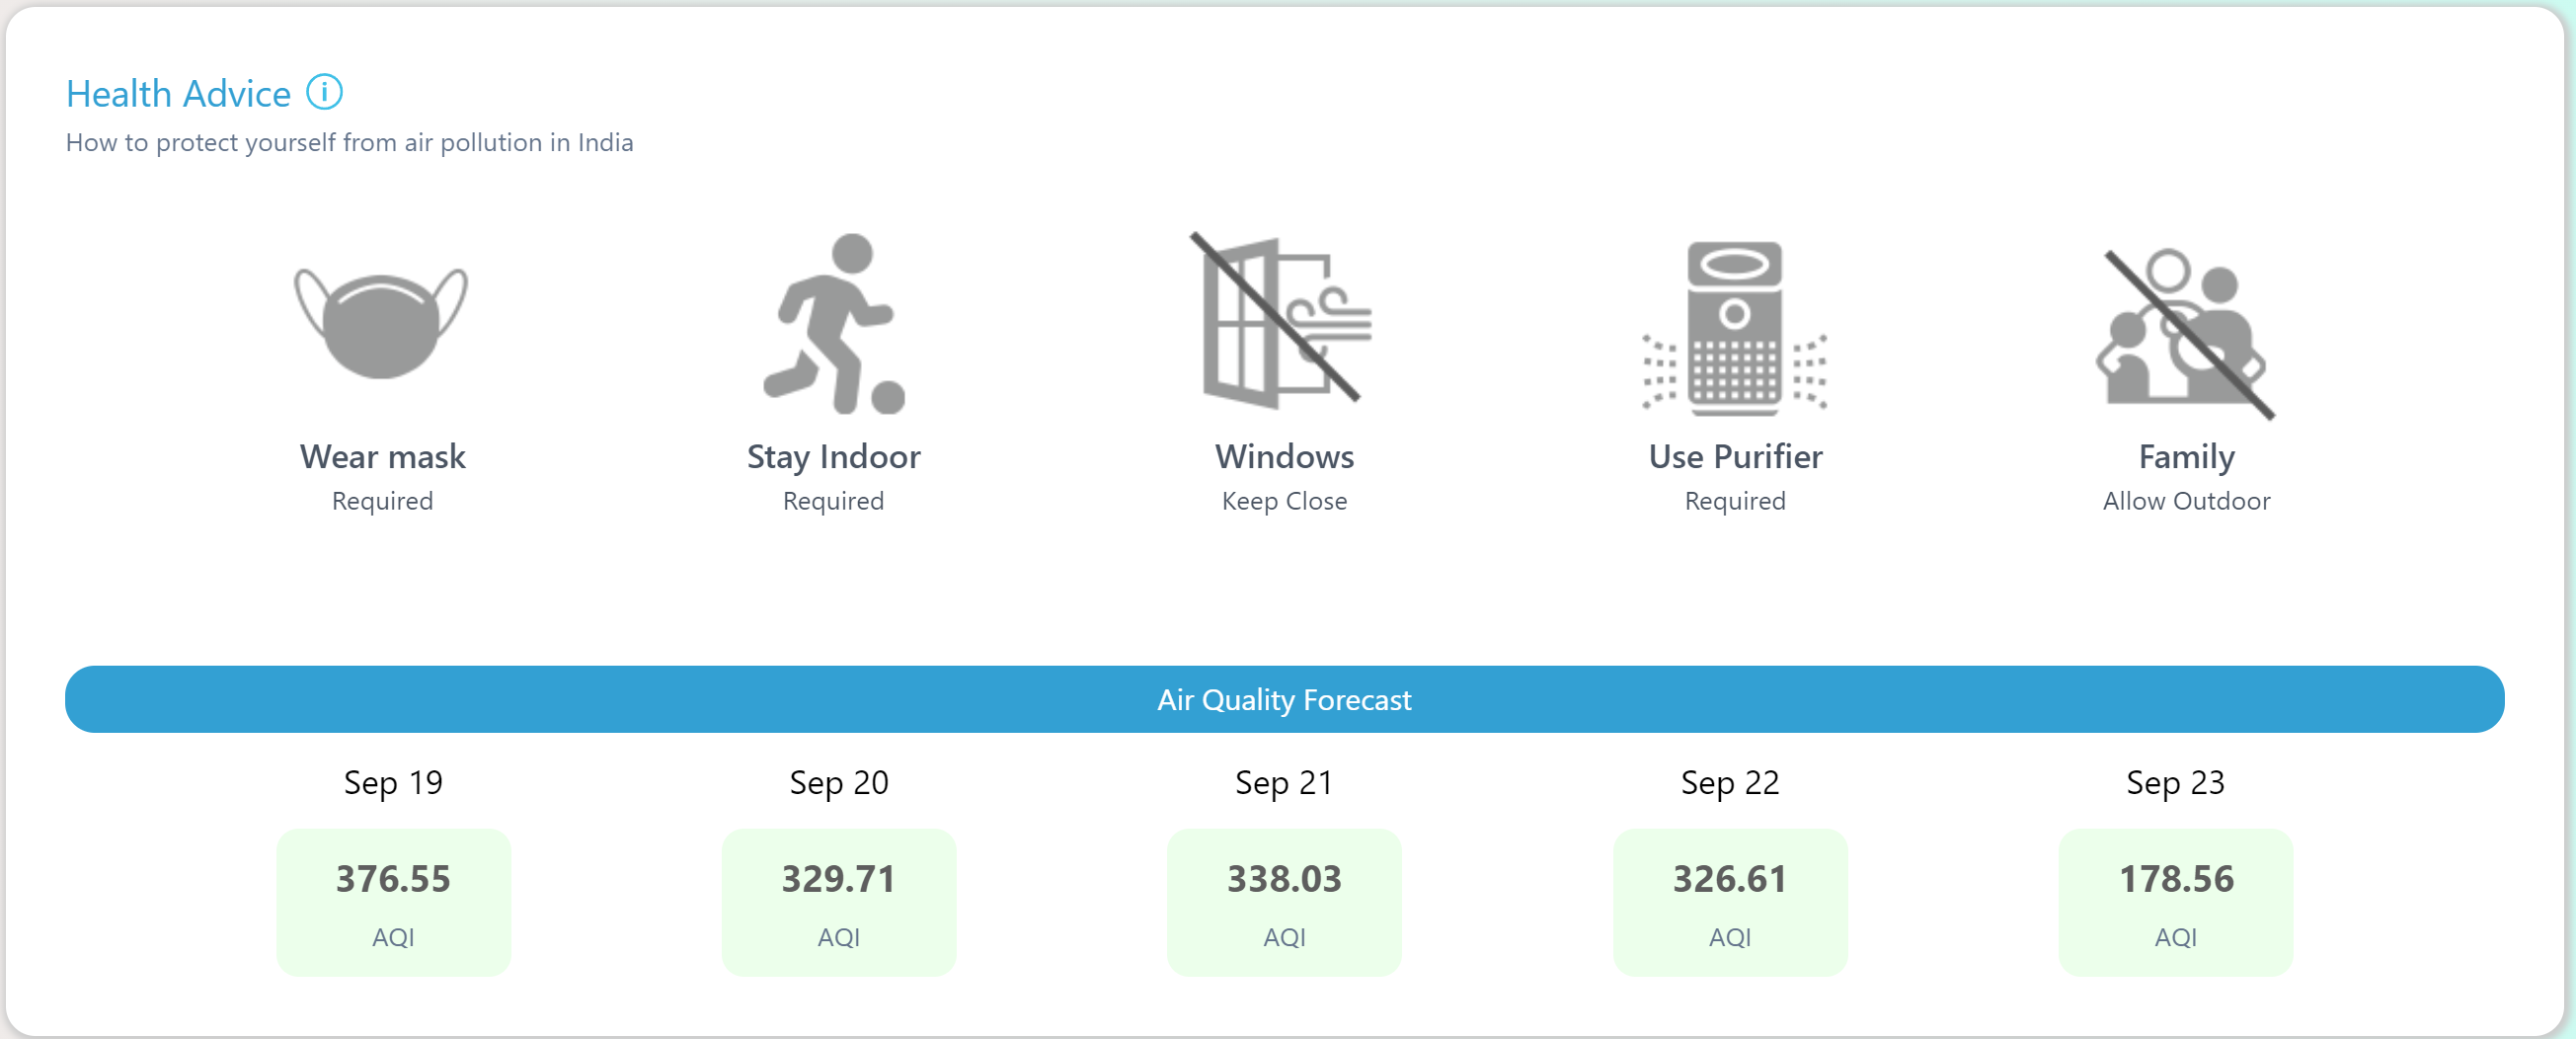 Health Advice
How to protect yourself from air pollution in India
Wear mask
Required
Stay Indoor
Required
Windows
Keep Close
Use Purifier
Required
Family
Allow Outdoor
Air Quality Forecast
Sep 19
376.55
AQI
Sep 20
329.71
AQI
Sep 21
338.03
AQI
Sep 22
326.61
AQI
Sep 23
178.56
AQI